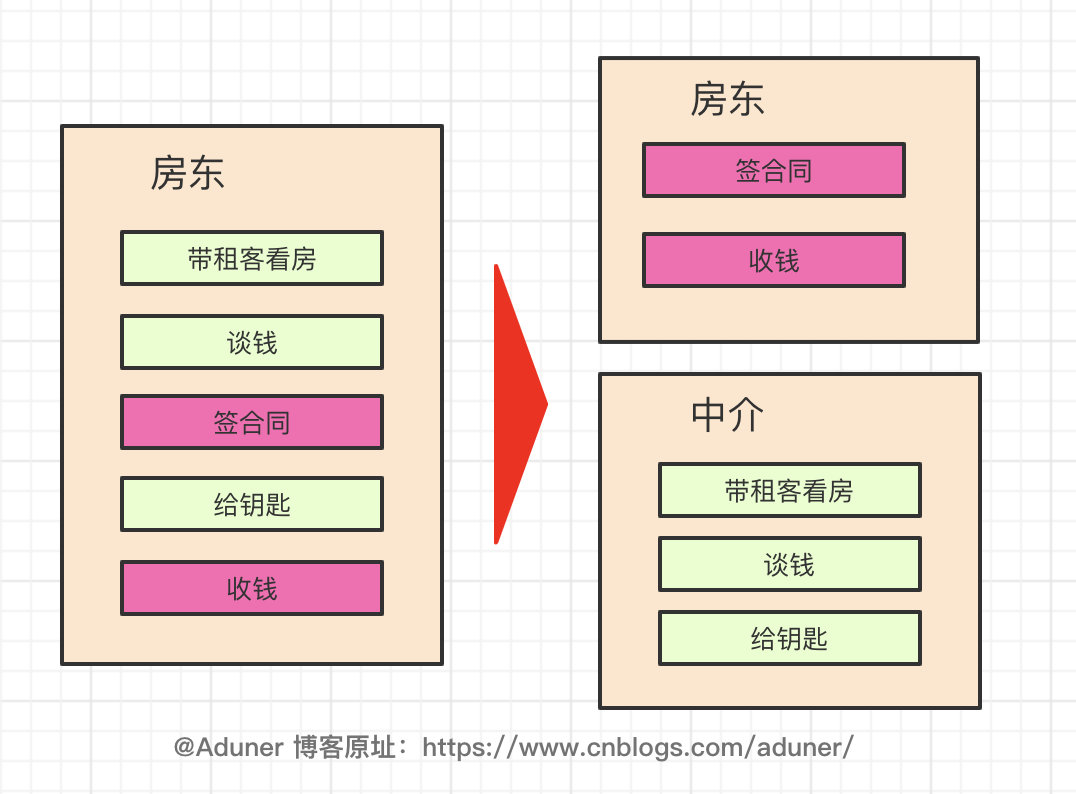 房东
带租客看房
谈钱
签合同
给钥匙
收钱
房东
签合同
收钱
中介
带租客看房
谈钱
给钥匙
@Aduner 博客原址：https://www.cnblogs.com/aduner/